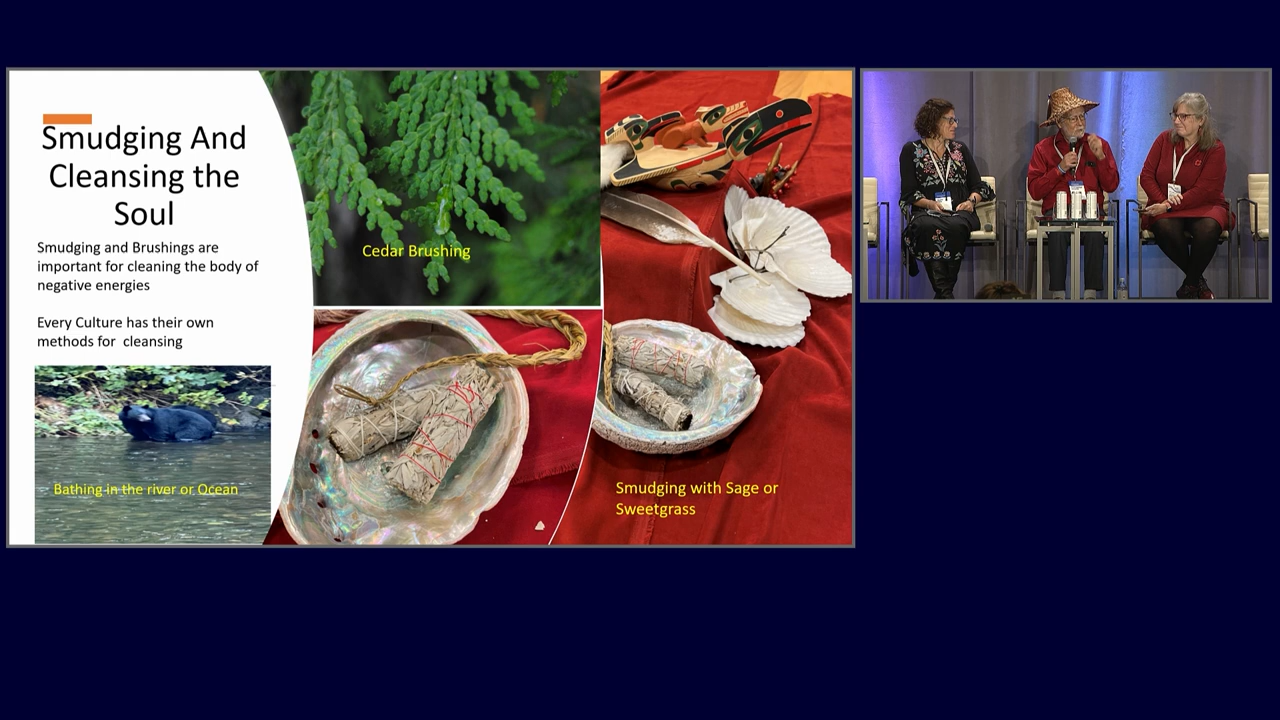 Smudging And
Cleansing the
Soul
Smudging and Brushings are
important for cleaning the body of
negative energies
Every Culture has their own
methods for  cleansing
Bathing in the river or Ocean
Cedar Brushing
Smudging with Sage or
Sweetgrass